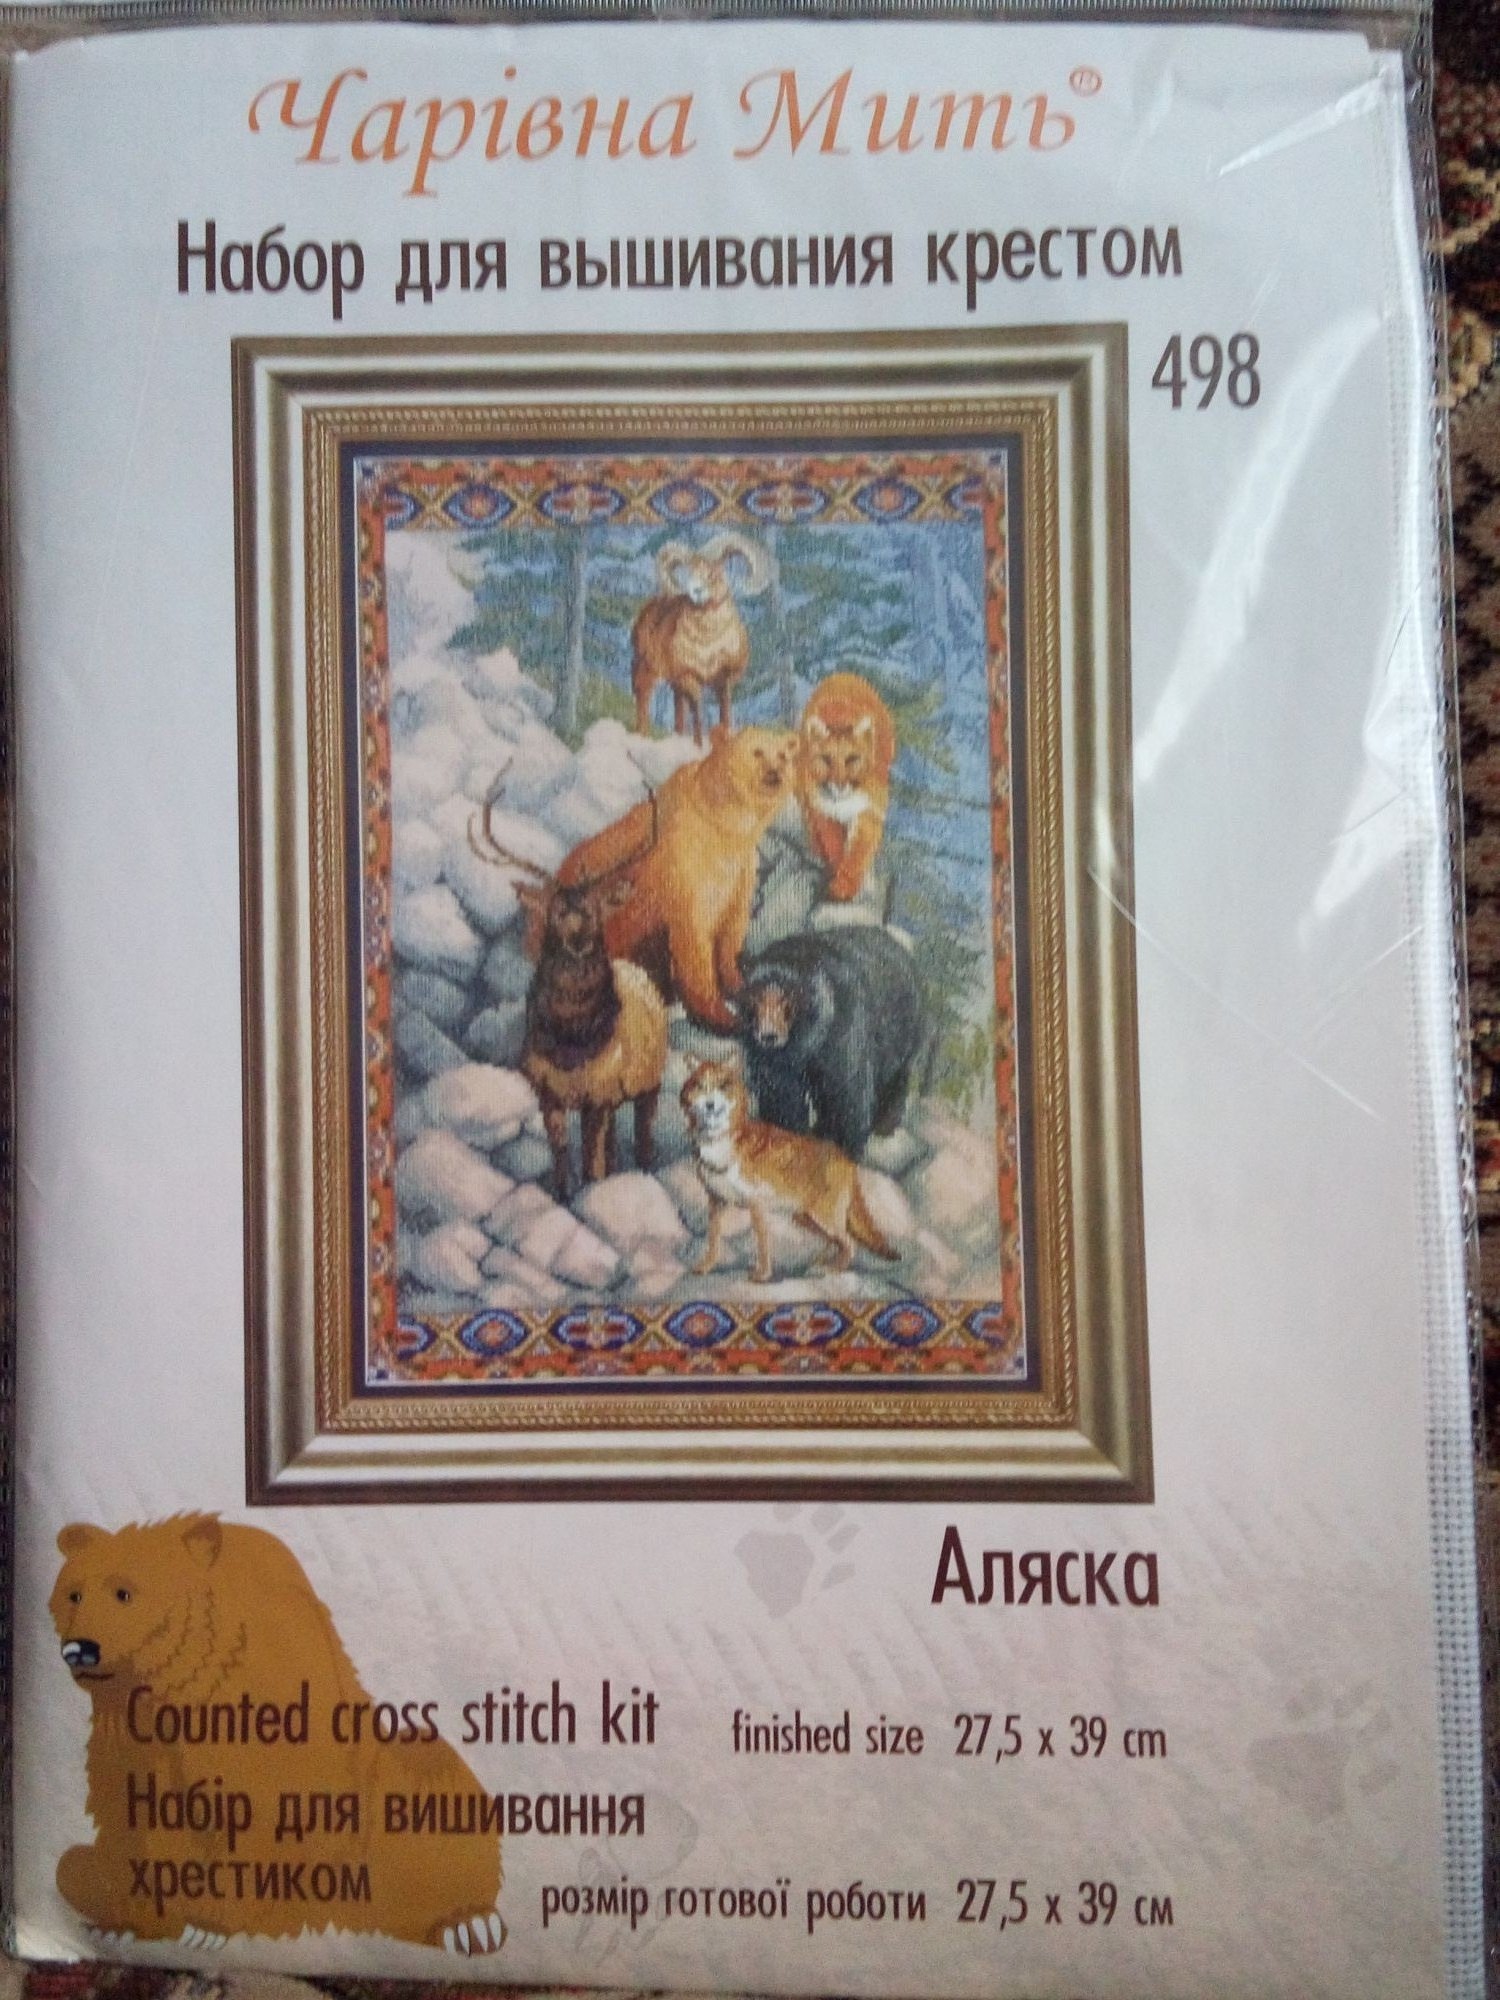 Чарівна Мить®
Набор для вышивания крестом
498
Аляска
Counted cross stitch kit
finished size 27,5 x 39 cm
Набір для вишивання
хрестиком
розмір готової роботи 27,5 x 39 см